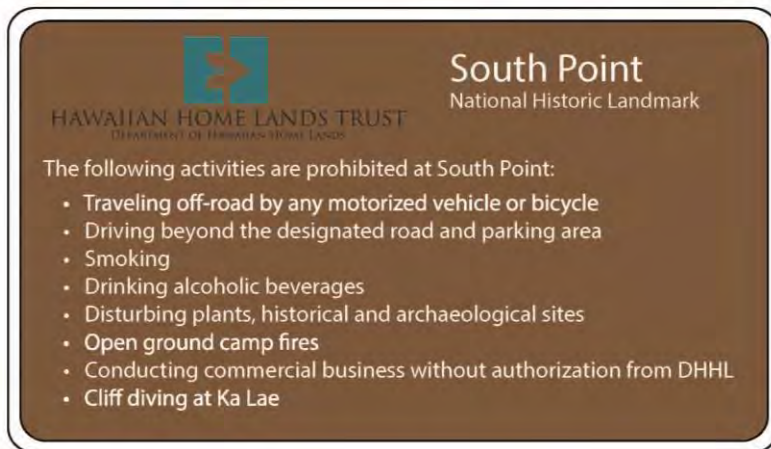 HAWAIIAN HOME LANDS TRUST
DEPARTMENT OF HAWAIIAN HOME LANDS
South Point
National Historic Landmark
The following activities are prohibited at South Point:
• Traveling off-road by any motorized vehicle or bicycle
• Driving beyond the designated road and parking area
• Smoking
• Drinking alcoholic beverages
• Disturbing plants, historical and archaeological sites
• Open ground camp fires
• Conducting commercial business without authorization from DHHL
• Cliff diving at Ka Lae